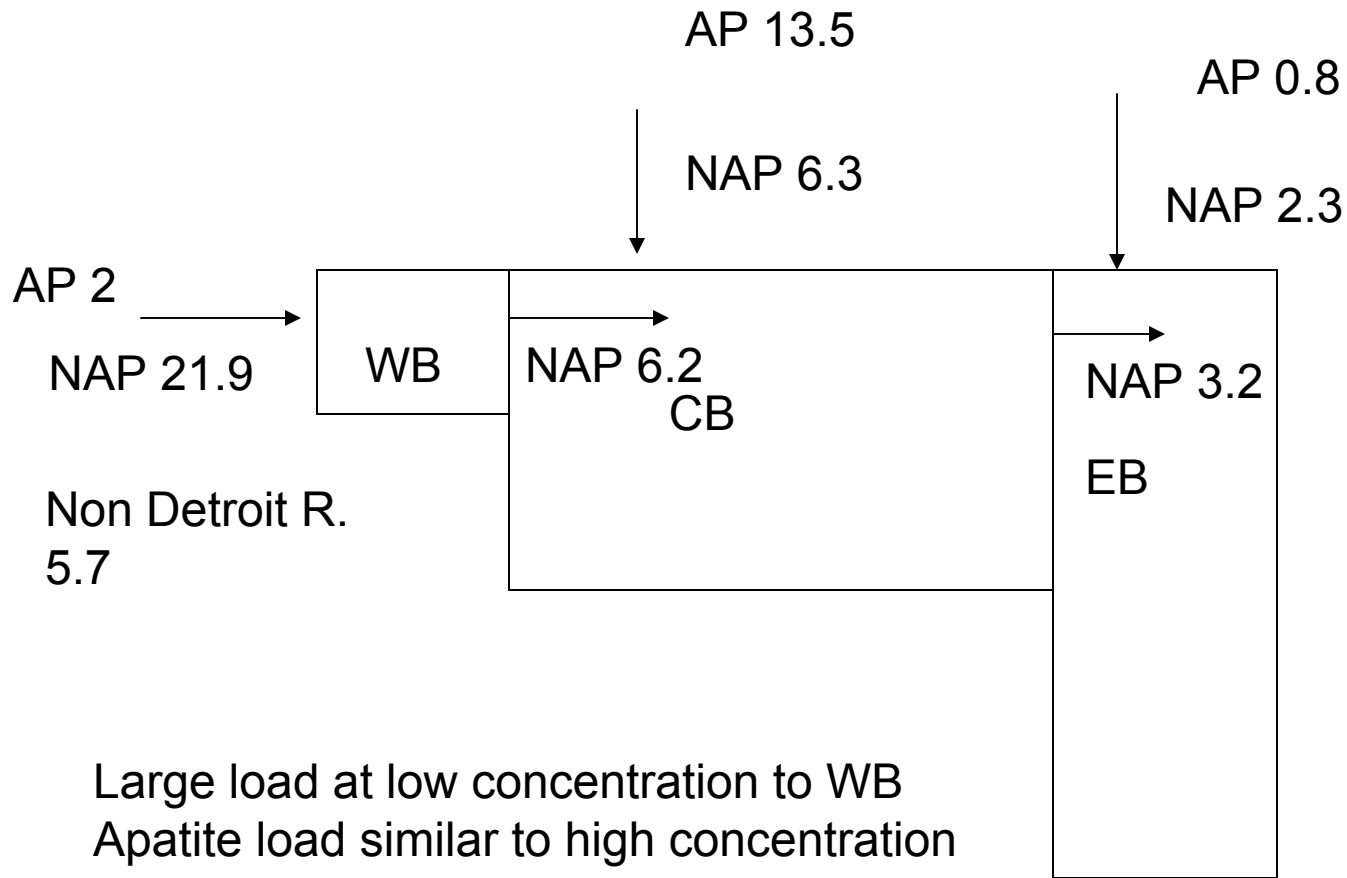 AP 13.5
AP 0.8
NAP 6.3
NAP 2.3
AP 2
NAP 21.9
WB
NAP 6.2
CB
NAP 3.2
EB
Non Detroit R.
5.7
Large load at low concentration to WB
Apatite load similar to high concentration